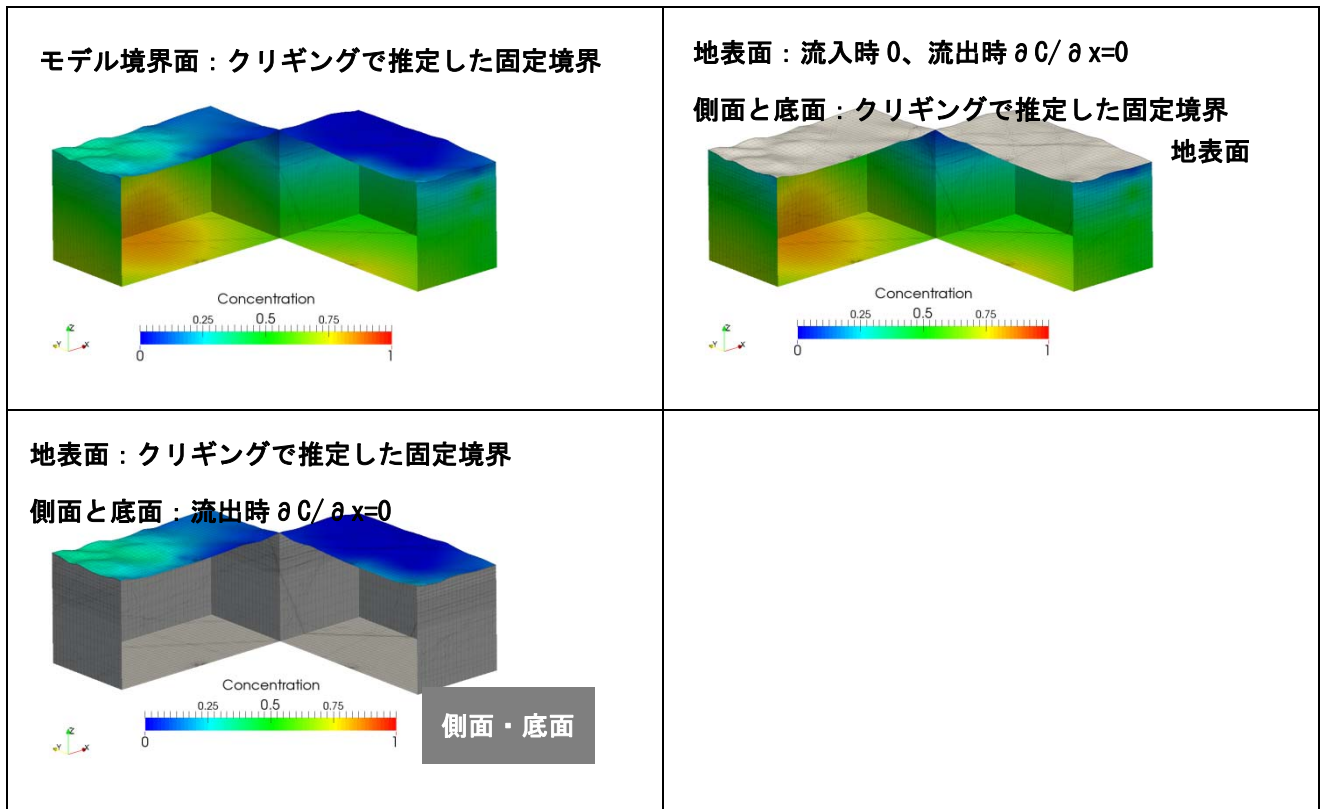 モデル境界面：クリギングで推定した固定境界
Concentration
0.25 0.5 0.75
0 1
Z
Y X
地表面：流入時 0、流出時∂C/∂x=0
側面と底面：クリギングで推定した固定境界
地表面
Concentration
0.25 0.5 0.75
0 1
Z
Y X
地表面：クリギングで推定した固定境界
側面と底面：流出時∂C/∂x=0
Concentration
0.25 0.5 0.75
0 1
側面・底面
Z
Y X